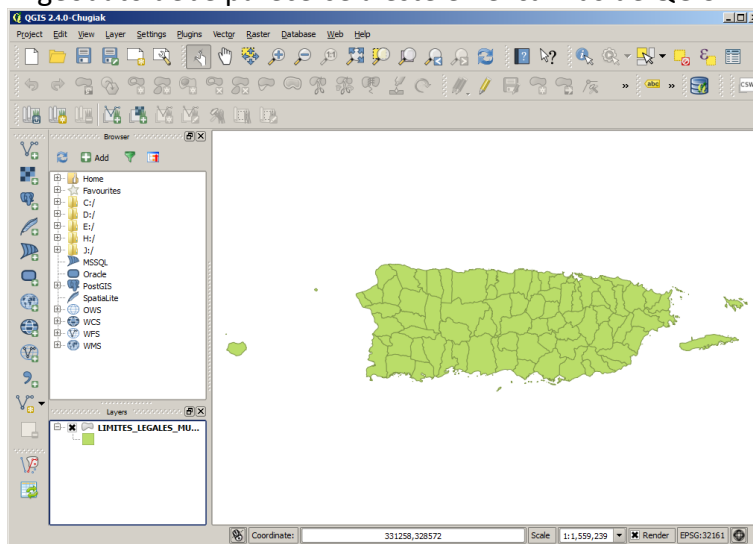 QGIS 2.4.0-Chugiak
Project Edit View Layer Settings Plugins Vector Raster Database Web Help
abc
CSW
Browser
Add
Home
Favourites
C:/
D:/
E:/
H:/
J:/
MSSQL
Oracle
PostGIS
SpatiaLite
OWS
WCS
WFS
WMS
Layers
LIMITES_LEGALES_MU...
Coordinate: 331258,328572 Scale 1:1,559,239 Render EPSG:32161